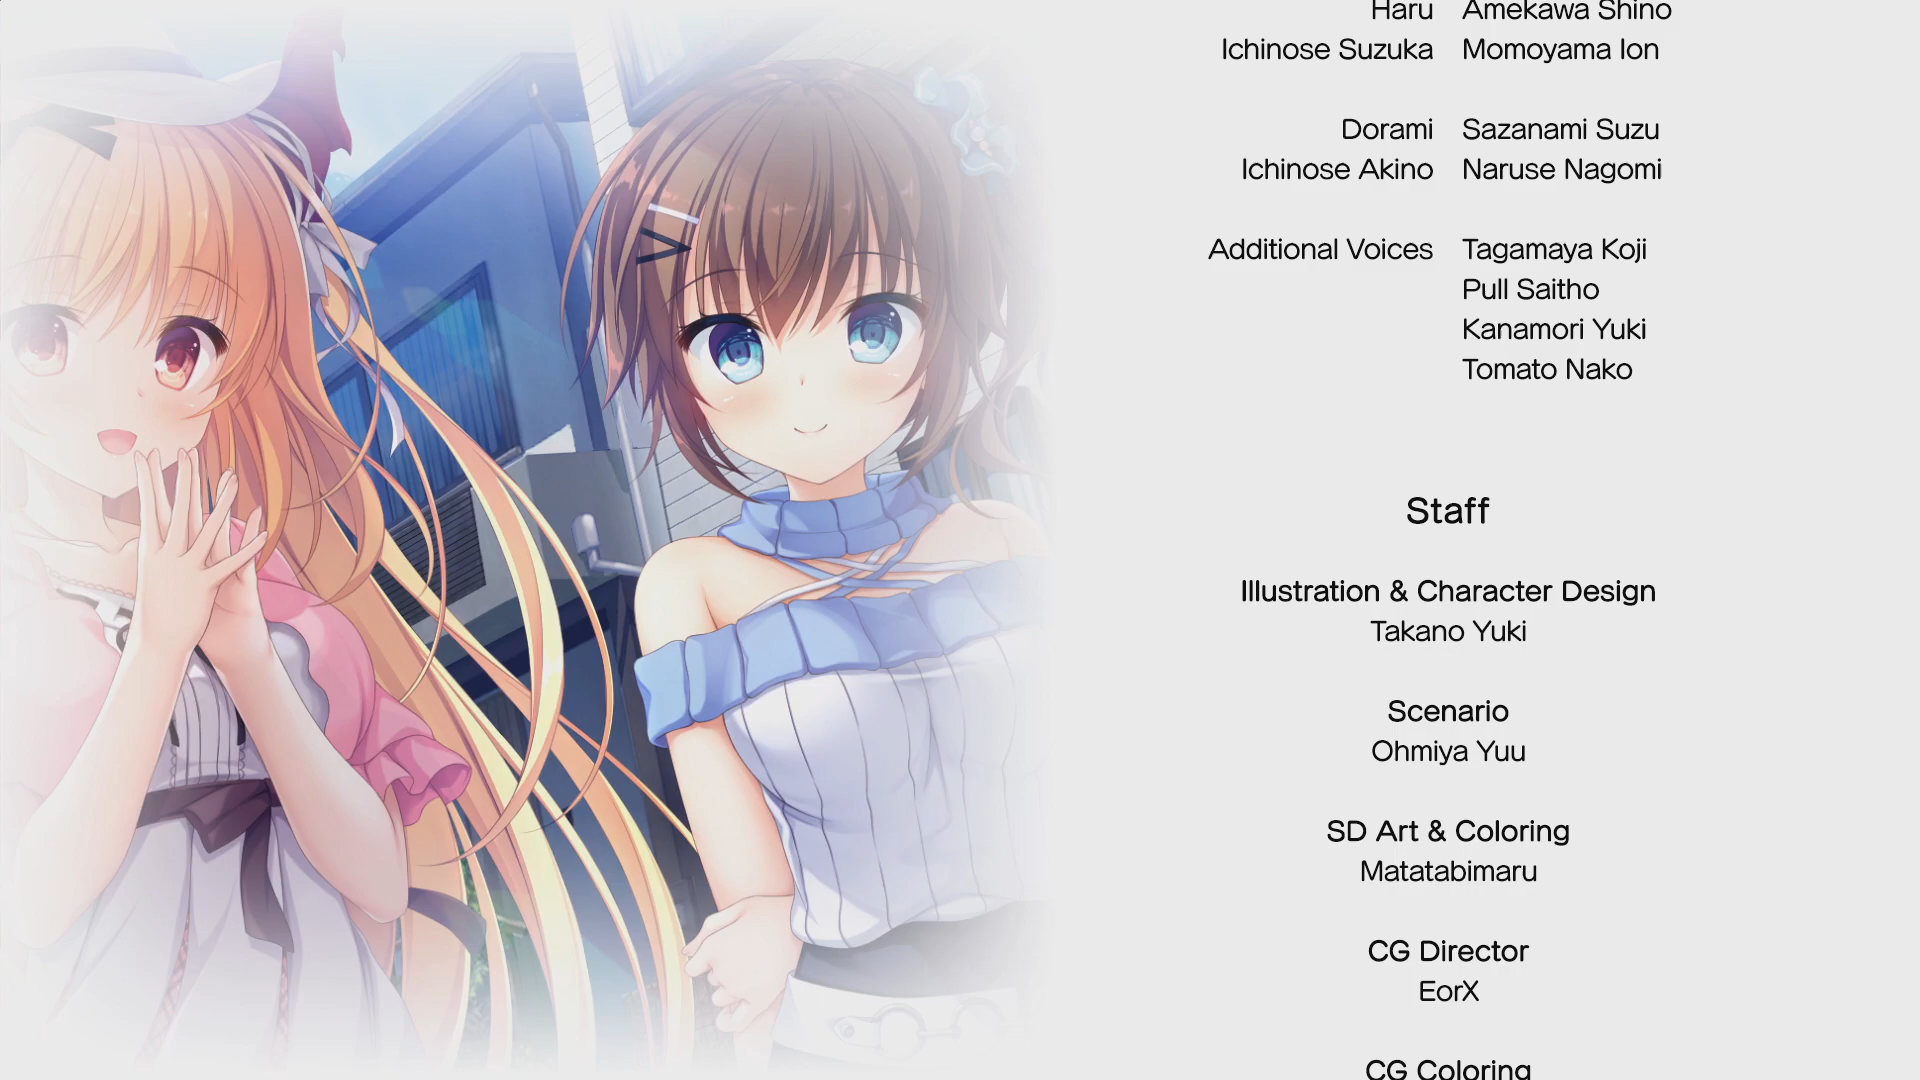 Haru Amekawa Shino
Ichinose Suzuka Momoyama Ion
Dorami Sazanami Suzu
Ichinose Akino Naruse Nagomi
Additional Voices Tagamaya Koji
Pull Saitho
Kanamori Yuki
Tomato Nako
Staff
Illustration & Character Design
Takano Yuki
Scenario
Ohmiya Yuu
SD Art & Coloring
Matatabimaru
CG Director
EorX
CG Coloring